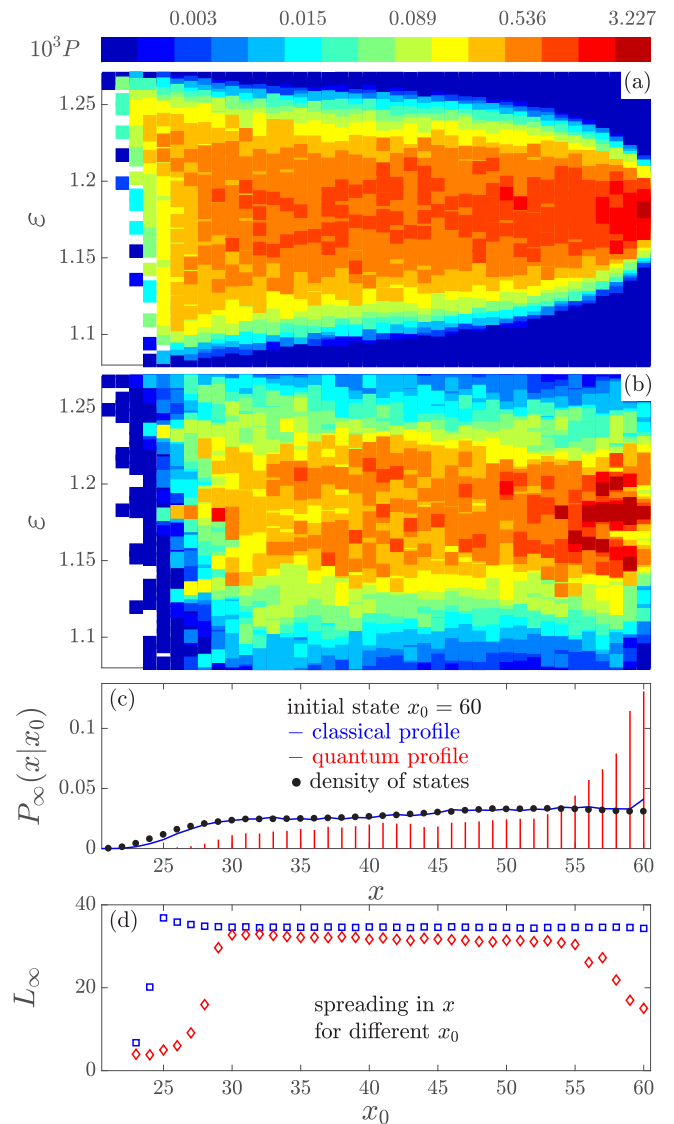 0.003 0.015 0.089 0.536 3.227
10³P
(a)
1.25
1.2
1.15
1.1
ε
(b)
1.25
1.2
1.15
1.1
ε
(c)
initial state x₀ = 60
− classical profile
− quantum profile
● density of states
0.1
0.05
0
P∞(x|x₀)
25 30 35 40 45 50 55 60
x
(d)
40
20
0
L∞
spreading in x
for different x₀
25 30 35 40 45 50 55 60
x₀